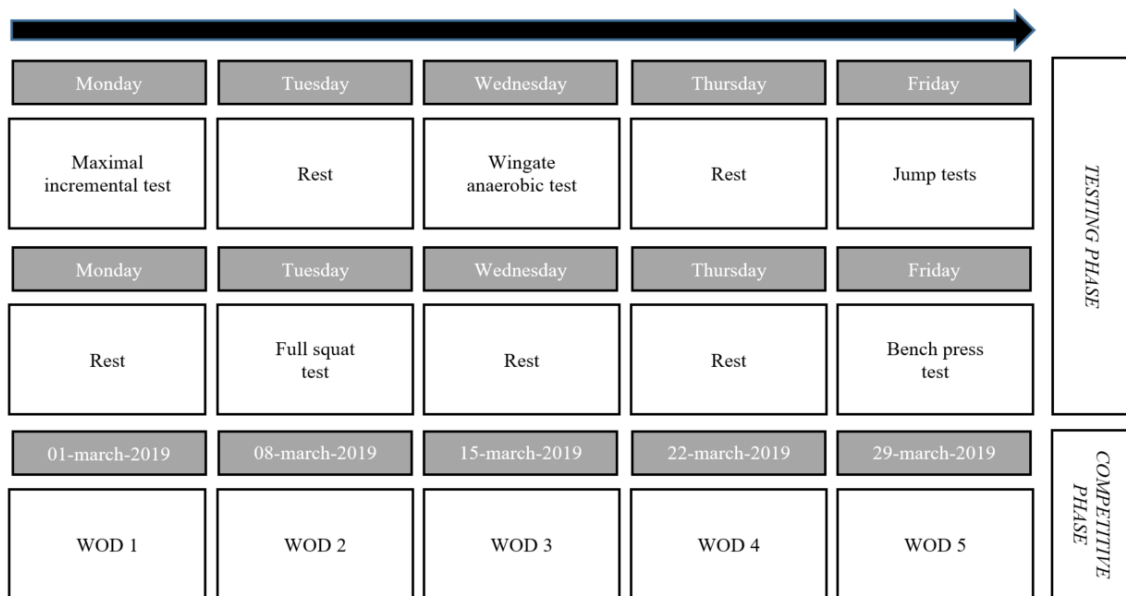 Monday
Tuesday
Wednesday
Thursday
Friday
Maximal
incremental test
Rest
Wingate
anaerobic test
Rest
Jump tests
TESTING PHASE
Monday
Tuesday
Wednesday
Thursday
Friday
Rest
Full squat
test
Rest
Rest
Bench press
test
01-march-2019
08-march-2019
15-march-2019
22-march-2019
29-march-2019
WOD 1
WOD 2
WOD 3
WOD 4
WOD 5
COMPETITIVE
PHASE